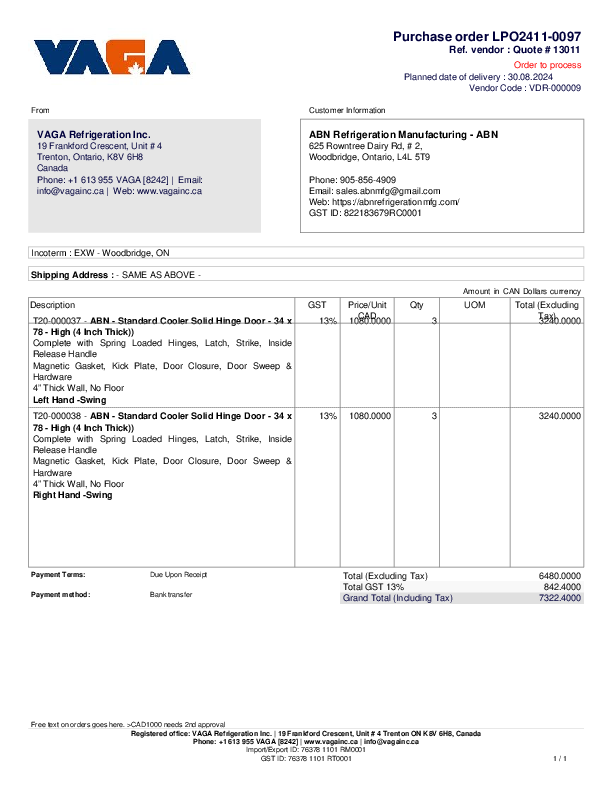 VAGA
Purchase order LPO2411-0097
Ref. vendor : Quote # 13011
Order to process
Planned date of delivery : 30.08.2024
Vendor Code : VDR-000009
From
Customer Information
VAGA Refrigeration Inc.
19 Frankford Crescent, Unit # 4
Trenton, Ontario, K8V 6H8
Canada
Phone: +1 613 955 VAGA [8242] | Email:
info@vagainc.ca | Web: www.vagainc.ca
ABN Refrigeration Manufacturing - ABN
625 Rowntree Dairy Rd, # 2,
Woodbridge, Ontario, L4L 5T9
Phone: 905-856-4909
Email: sales.abnmfg@gmail.com
Web: https://abnrefrigerationmfg.com/
GST ID: 822183679RC0001
Incoterm : EXW - Woodbridge, ON
Shipping Address : - SAME AS ABOVE -
Amount in CAN Dollars currency
Description GST Price/Unit CAD Qty UOM Total (Excluding Tax)
T20-000037 - ABN - Standard Cooler Solid Hinge Door - 34 x 13% 1080.0000 3 3240.0000
78 - High (4 Inch Thick))
Complete with Spring Loaded Hinges, Latch, Strike, Inside
Release Handle
Magnetic Gasket, Kick Plate, Door Closure, Door Sweep &
Hardware
4" Thick Wall, No Floor
Left Hand -Swing
T20-000038 - ABN - Standard Cooler Solid Hinge Door - 34 x 13% 1080.0000 3 3240.0000
78 - High (4 Inch Thick))
Complete with Spring Loaded Hinges, Latch, Strike, Inside
Release Handle
Magnetic Gasket, Kick Plate, Door Closure, Door Sweep &
Hardware
4" Thick Wall, No Floor
Right Hand -Swing
Payment Terms: Due Upon Receipt
Payment method: Bank transfer
Total (Excluding Tax) 6480.0000
Total GST 13% 842.4000
Grand Total (Including Tax) 7322.4000
Free text on orders goes here. >CAD1000 needs 2nd approval
Registered office: VAGA Refrigeration Inc. | 19 Frankford Crescent, Unit # 4 Trenton ON K8V 6H8, Canada
Phone: +1 613 955 VAGA [8242] | www.vagainc.ca | info@vagainc.ca
Import/Export ID: 76378 1101 RM0001
GST ID: 76378 1101 RT0001
1 / 1